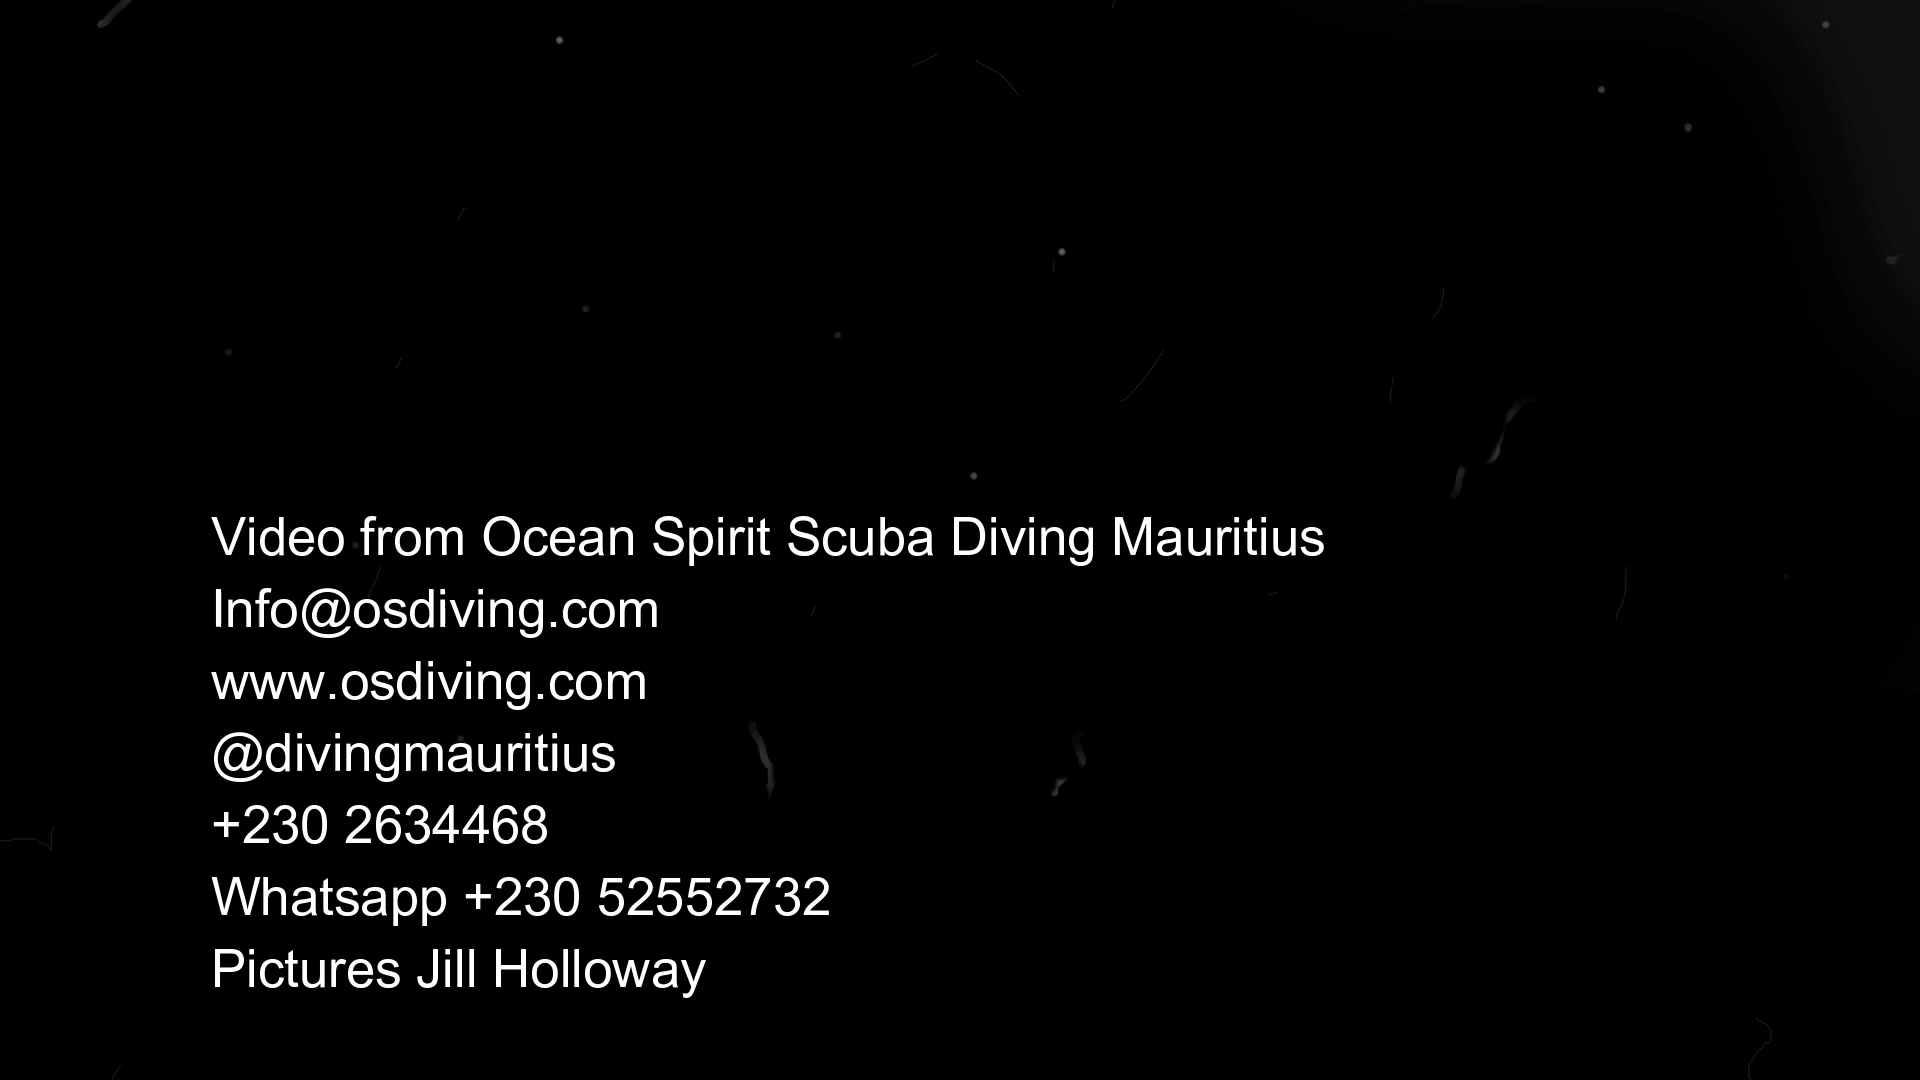 Video from Ocean Spirit Scuba Diving Mauritius
Info@osdiving.com
www.osdiving.com
@divingmauritius
+230 2634468
Whatsapp +230 52552732
Pictures Jill Holloway